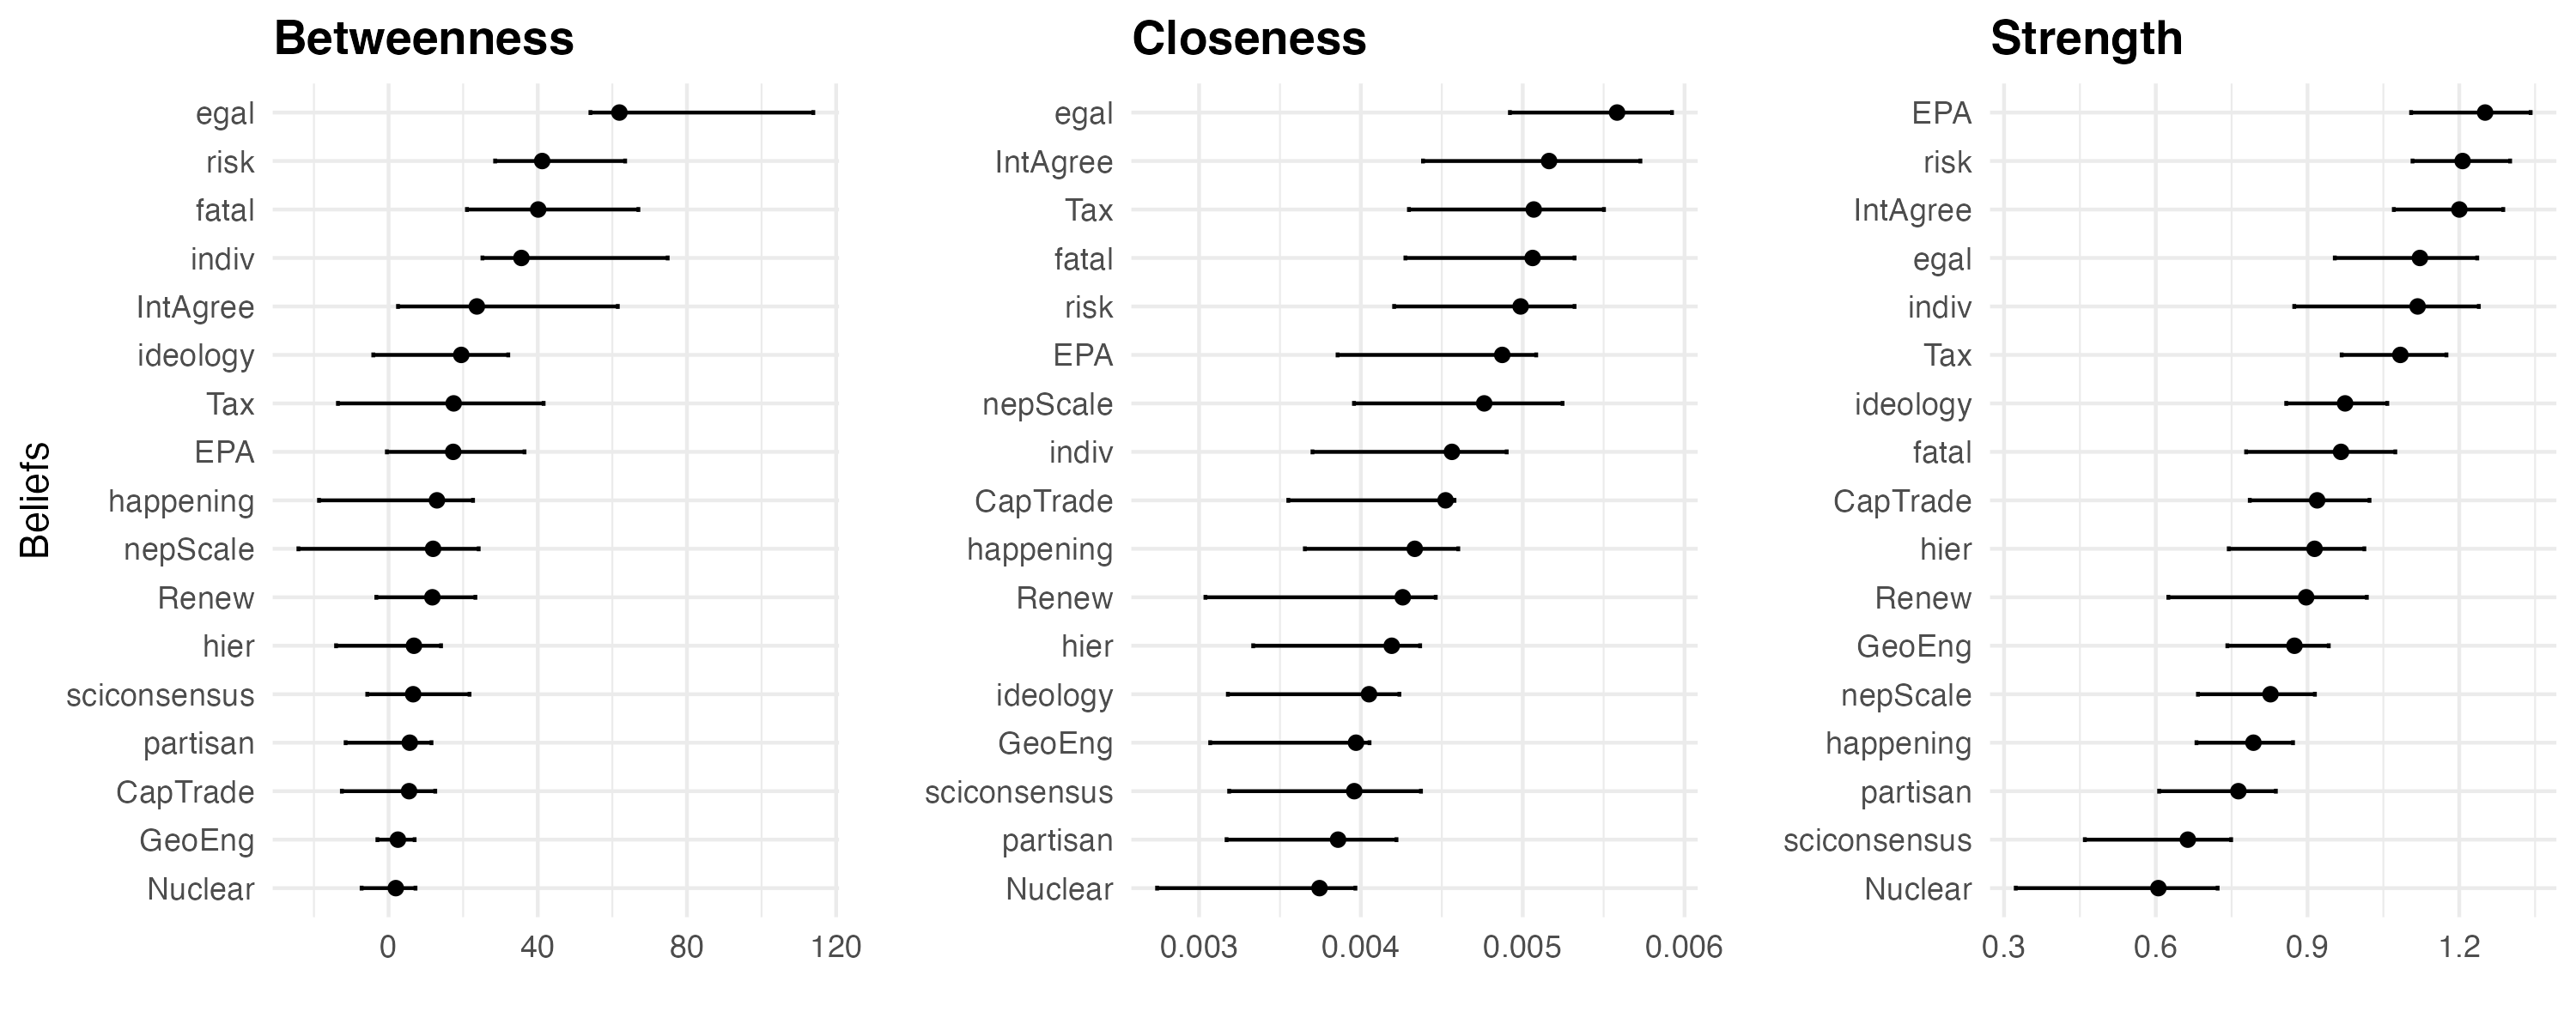 Betweenness
Beliefs
egal
risk
fatal
indiv
IntAgree
ideology
Tax
EPA
happening
nepScale
Renew
hier
sciconsensus
partisan
CapTrade
GeoEng
Nuclear
0 40 80 120
Closeness
egal
IntAgree
Tax
fatal
risk
EPA
nepScale
indiv
CapTrade
happening
Renew
hier
ideology
GeoEng
sciconsensus
partisan
Nuclear
0.003 0.004 0.005 0.006
Strength
EPA
risk
IntAgree
egal
indiv
Tax
ideology
fatal
CapTrade
hier
Renew
GeoEng
nepScale
happening
partisan
sciconsensus
Nuclear
0.3 0.6 0.9 1.2